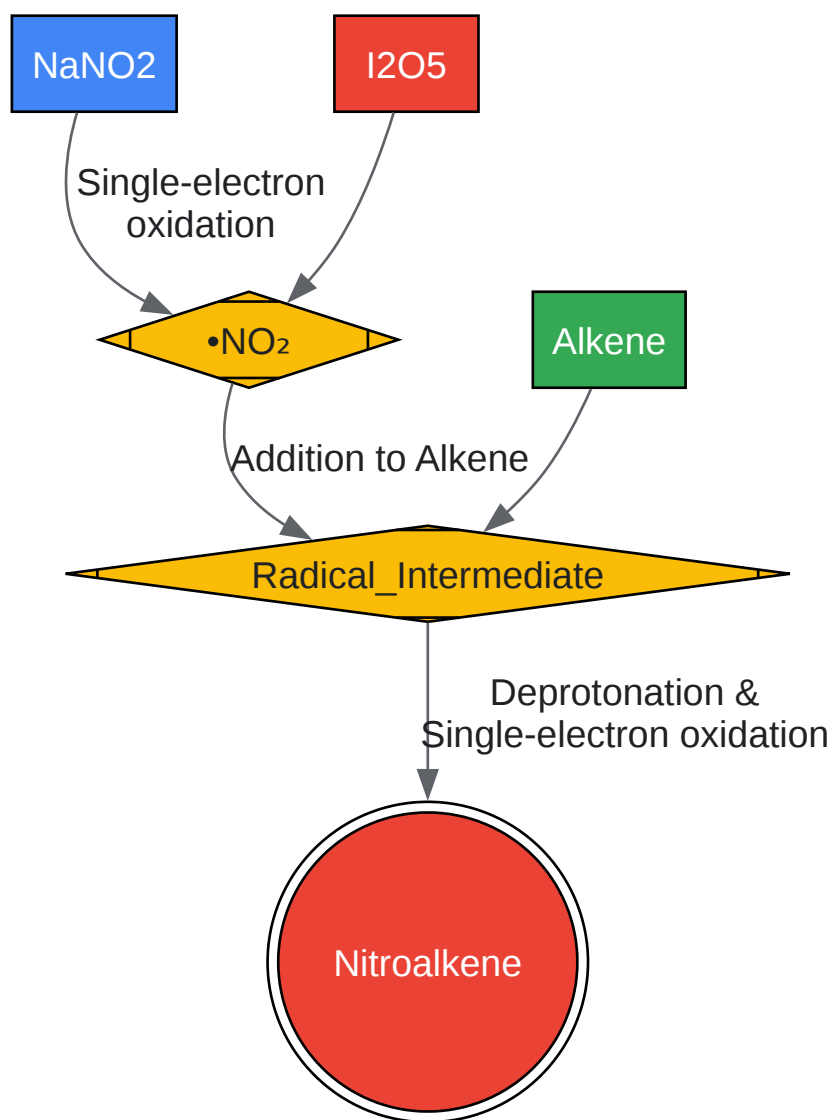 NaNO2
I2O5
Single-electron
oxidation
•NO₂
Alkene
Addition to Alkene
Radical_Intermediate
Deprotonation &
Single-electron oxidation
Nitroalkene